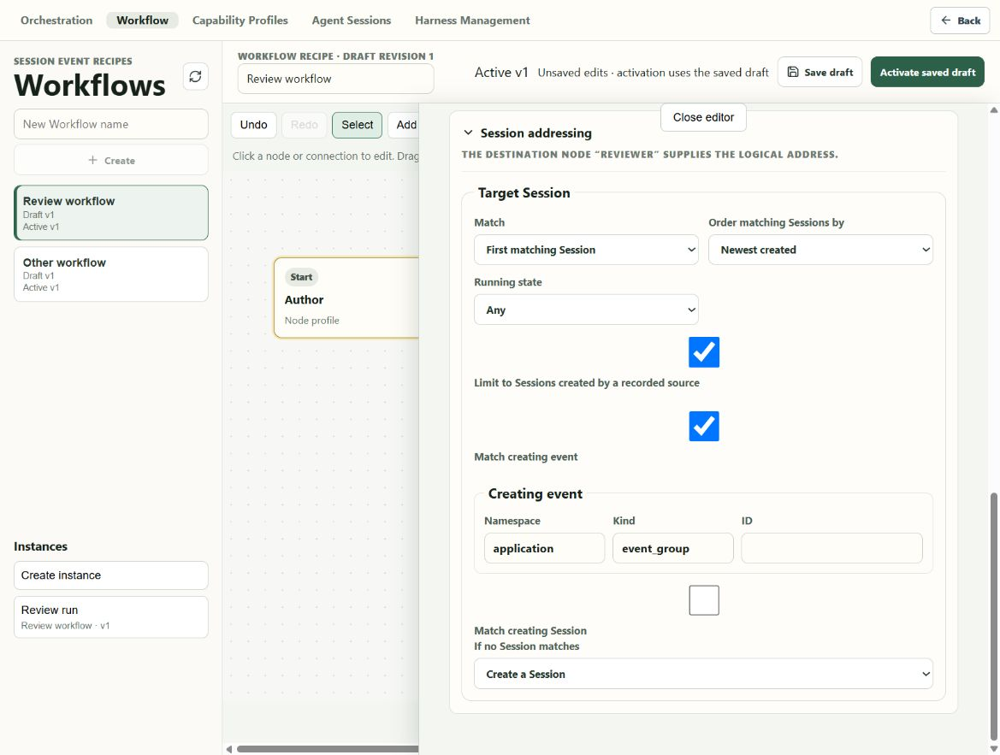 Orchestration
Workflow
Capability Profiles
Agent Sessions
Harness Management
Back
SESSION EVENT RECIPES
Workflows
New Workflow name
Create
Review workflow
Draft v1
Active v1
Other workflow
Draft v1
Active v1
Instances
Create instance
Review run
Review workflow · v1
WORKFLOW RECIPE · DRAFT REVISION 1
Review workflow
Active v1
Unsaved edits · activation uses the saved draft
Save draft
Activate saved draft
Undo
Redo
Select
Add
Click a node or connection to edit. Drag
Start
Author
Node profile
Close editor
Session addressing
THE DESTINATION NODE “REVIEWER” SUPPLIES THE LOGICAL ADDRESS.
Target Session
Match
Order matching Sessions by
First matching Session
Newest created
Running state
Any
Limit to Sessions created by a recorded source
Match creating event
Creating event
Namespace
Kind
ID
application
event_group
Match creating Session
If no Session matches
Create a Session